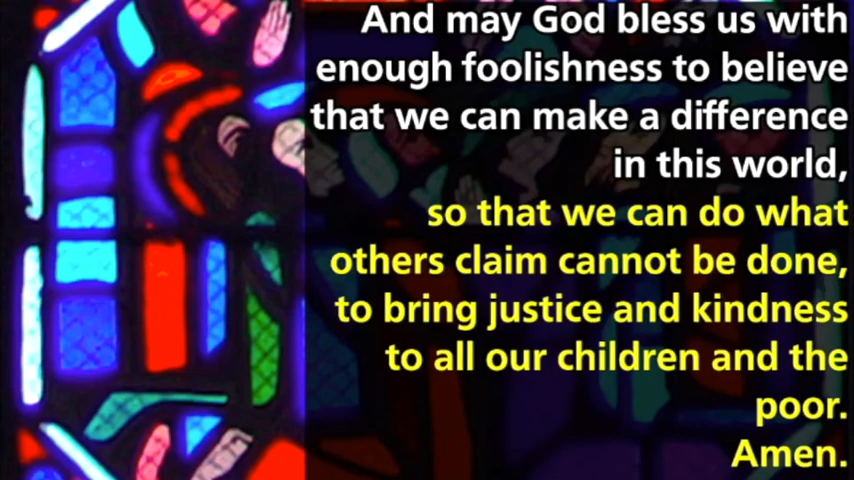 And may God bless us with
enough foolishness to believe
that we can make a difference
in this world,
so that we can do what
others claim cannot be done,
to bring justice and kindness
to all our children and the
poor.
Amen.